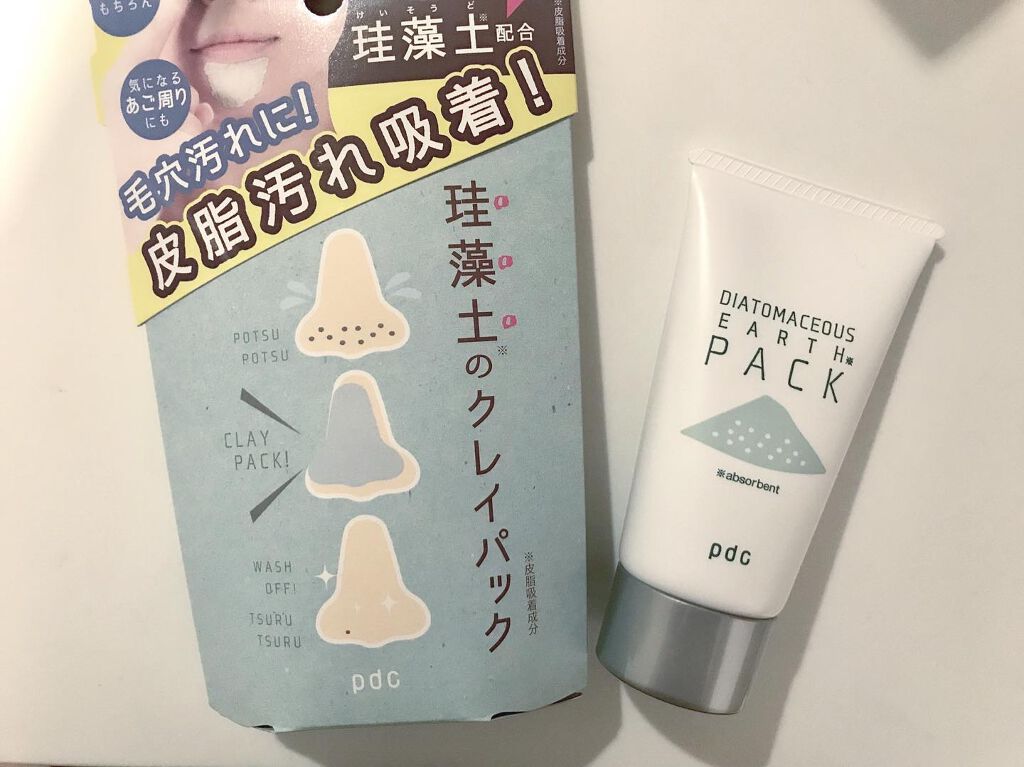 もちろん
気になる
あご周り
にも
けいそうど
珪藻土※配合
※皮脂吸着成分
毛穴汚れに!
皮脂汚れ吸着!
珪藻土※のクレイパック
※皮脂吸着成分
POTSU
POTSU
CLAY
PACK!
WASH
OFF!
TSURU
TSURU
pdc
DIATOMACEOUS
EARTH※
PACK
※absorbent
pdc